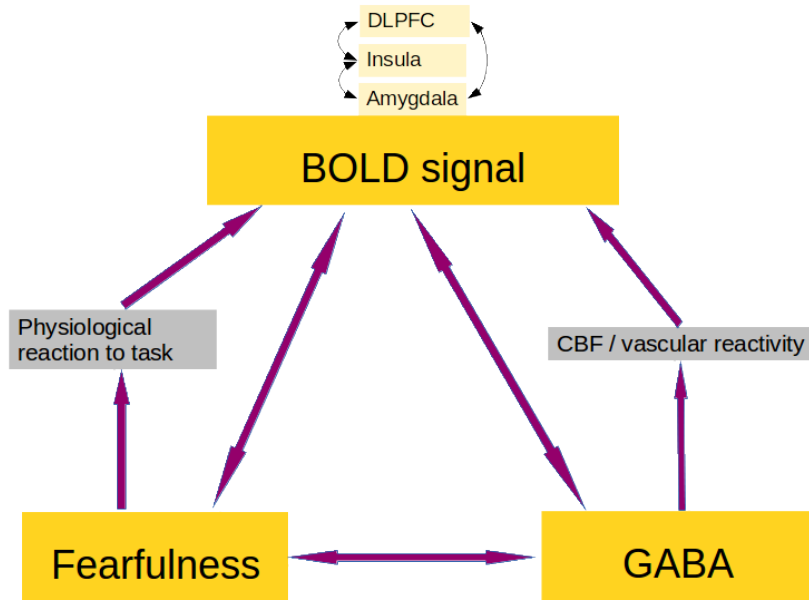 DLPFC
Insula
Amygdala
BOLD signal
Physiological
reaction to task
CBF / vascular reactivity
Fearfulness
GABA